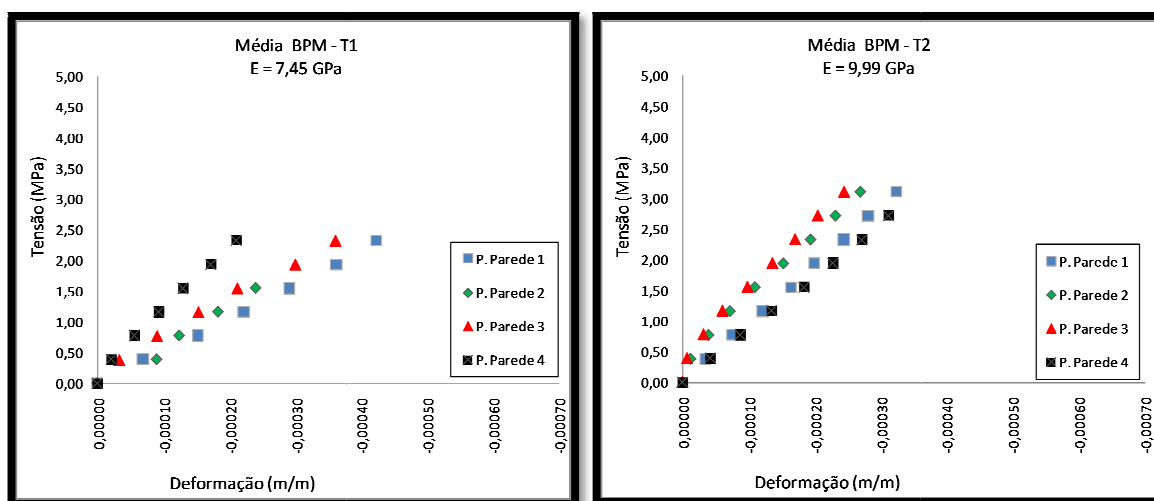 Média BPM - T1
E = 7,45 GPa
5,00
4,50
4,00
3,50
3,00
2,50
2,00
1,50
1,00
0,50
0,00
Tensão (MPa)
P. Parede 1
P. Parede 2
P. Parede 3
P. Parede 4
0,00000
-0,00010
-0,00020
-0,00030
-0,00040
-0,00050
-0,00060
-0,00070
Deformação (m/m)
Média BPM - T2
E = 9,99 GPa
5,00
4,50
4,00
3,50
3,00
2,50
2,00
1,50
1,00
0,50
0,00
Tensão (MPa)
P. Parede 1
P. Parede 2
P. Parede 3
P. Parede 4
0,00000
-0,00010
-0,00020
-0,00030
-0,00040
-0,00050
-0,00060
-0,00070
Deformação (m/m)